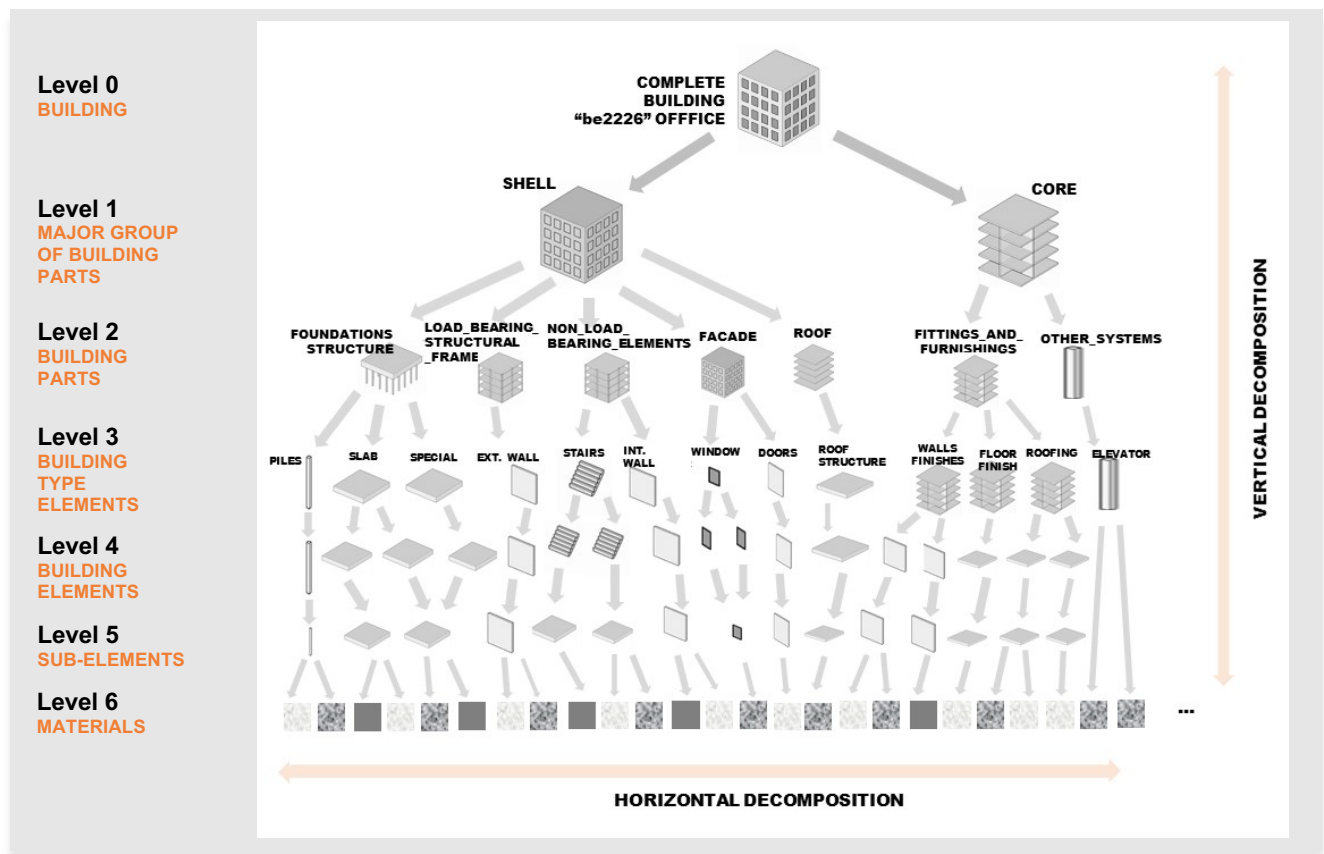 Level 0
BUILDING
COMPLETE
BUILDING
“be2226” OFFFICE
Level 1
MAJOR GROUP
OF BUILDING
PARTS
SHELL
CORE
Level 2
BUILDING
PARTS
FOUNDATIONS
STRUCTURE
LOAD_BEARING_
STRUCTURAL
_FRAME
NON_LOAD_
BEARING_ELEMENTS
FACADE
ROOF
FITTINGS_AND_
FURNISHINGS
OTHER_SYSTEMS
Level 3
BUILDING
TYPE
ELEMENTS
PILES
SLAB
SPECIAL
EXT. WALL
STAIRS
INT.
WALL
WINDOW
DOORS
ROOF
STRUCTURE
WALLS
FINISHES
FLOOR
FINISH
ROOFING
ELEVATOR
Level 4
BUILDING
ELEMENTS
Level 5
SUB-ELEMENTS
Level 6
MATERIALS
...
HORIZONTAL DECOMPOSITION
VERTICAL DECOMPOSITION